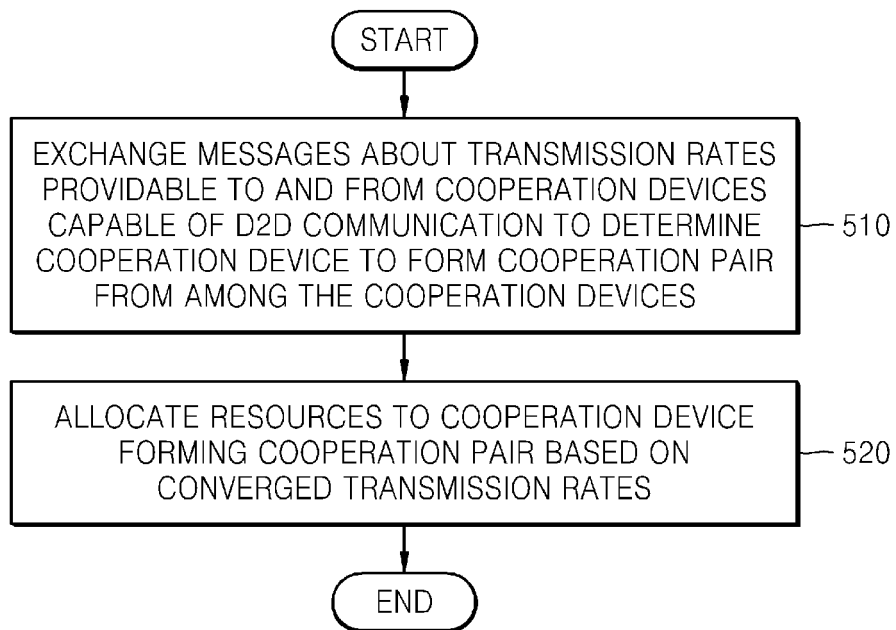 START
EXCHANGE MESSAGES ABOUT TRANSMISSION RATES
PROVIDABLE TO AND FROM COOPERATION DEVICES
CAPABLE OF D2D COMMUNICATION TO DETERMINE
COOPERATION DEVICE TO FORM COOPERATION PAIR
FROM AMONG THE COOPERATION DEVICES
510
ALLOCATE RESOURCES TO COOPERATION DEVICE
FORMING COOPERATION PAIR BASED ON
CONVERGED TRANSMISSION RATES
520
END